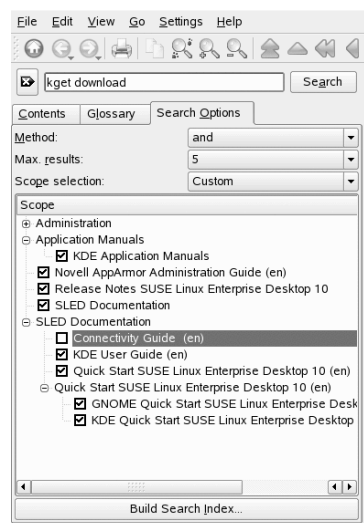 File Edit View Go Settings Help
kget download Search
Contents Glossary Search Options
Method: and
Max. results: 5
Scope selection: Custom
Scope
Administration
Application Manuals
KDE Application Manuals
Novell AppArmor Administration Guide (en)
Release Notes SUSE Linux Enterprise Desktop 10
SLED Documentation
SLED Documentation
Connectivity Guide (en)
KDE User Guide (en)
Quick Start SUSE Linux Enterprise Desktop 10 (en)
Quick Start SUSE Linux Enterprise Desktop 10 (en)
GNOME Quick Start SUSE Linux Enterprise Desk
KDE Quick Start SUSE Linux Enterprise Desktop
Build Search Index...